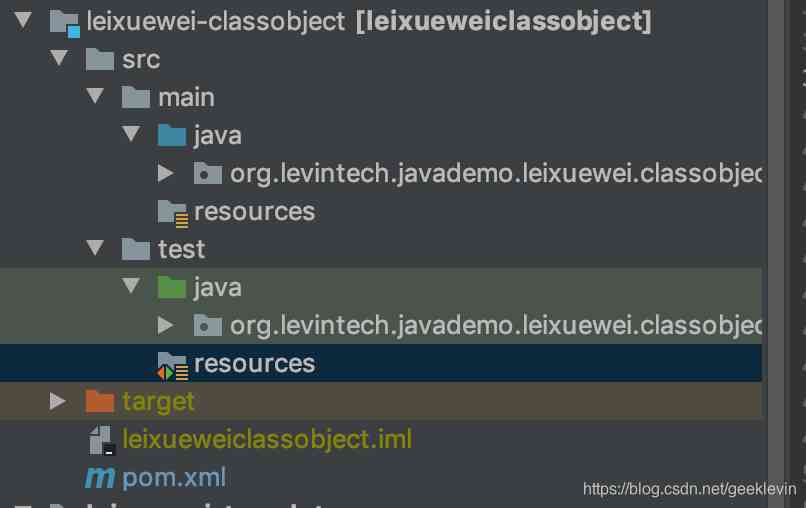 leixuewei-classobject [leixueweiclassobject]
src
main
java
org.levintech.javademo.leixuewei.classobjec
resources
test
java
org.levintech.javademo.leixuewei.classobjec
resources
target
leixueweiclassobject.iml
m pom.xml
https://blog.csdn.net/geeklevin